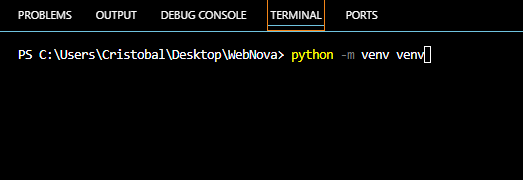 PROBLEMS OUTPUT DEBUG CONSOLE TERMINAL PORTS
PS C:\Users\Cristobal\Desktop\WebNova> python -m venv venv